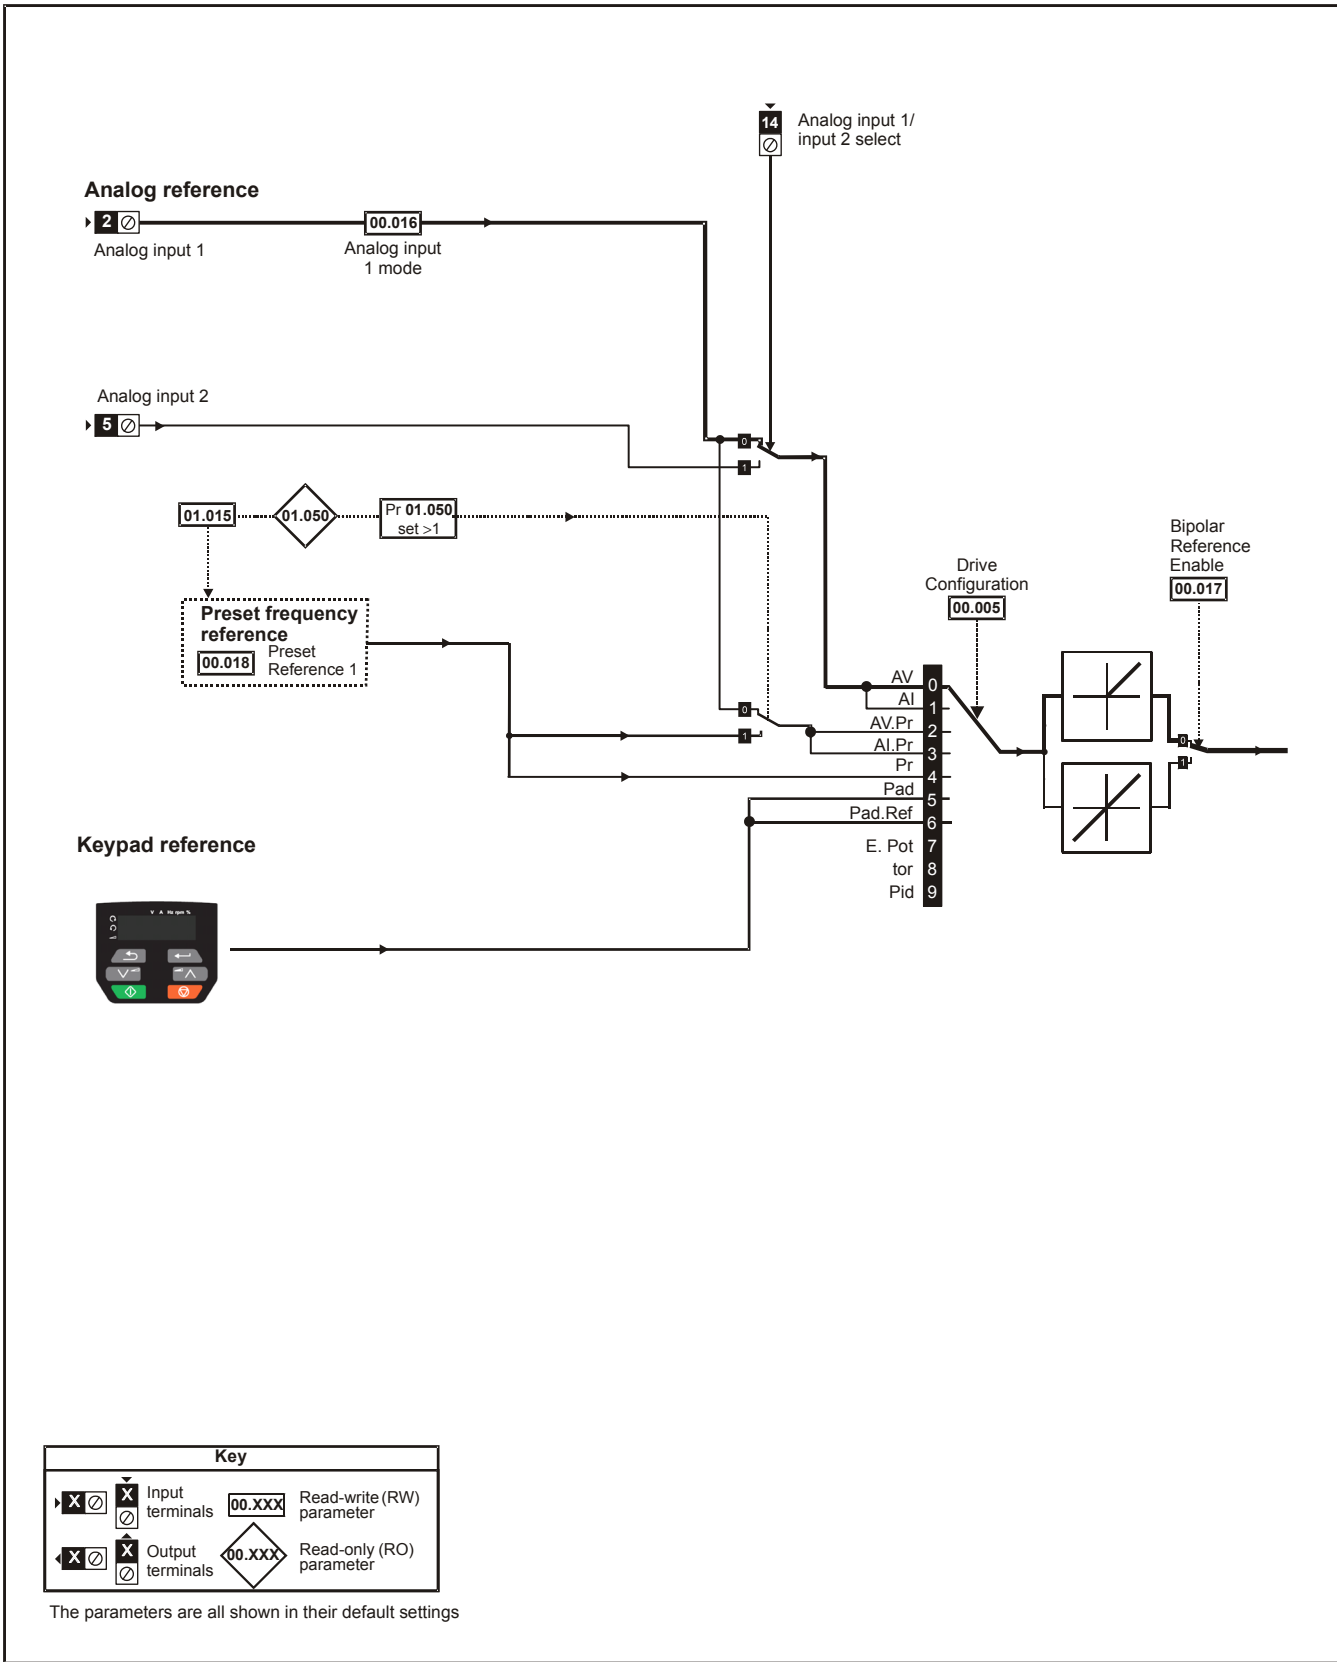 14
Analog input 1/
input 2 select
Analog reference
2
Analog input 1
00.016
Analog input
1 mode
Analog input 2
5
0
1
01.015
01.050
Pr 01.050
set >1
Preset frequency
reference
00.018
Preset
Reference 1
Drive
Configuration
00.005
Bipolar
Reference
Enable
00.017
0
1
AV 0
AI 1
AV.Pr 2
AI.Pr 3
Pr 4
Pad 5
Pad.Ref 6
E. Pot 7
tor 8
Pid 9
0
1
Keypad reference
V A Hz rpm %
Key
X
X
Input
terminals
00.XXX
Read-write (RW)
parameter
X
X
Output
terminals
00.XXX
Read-only (RO)
parameter
The parameters are all shown in their default settings